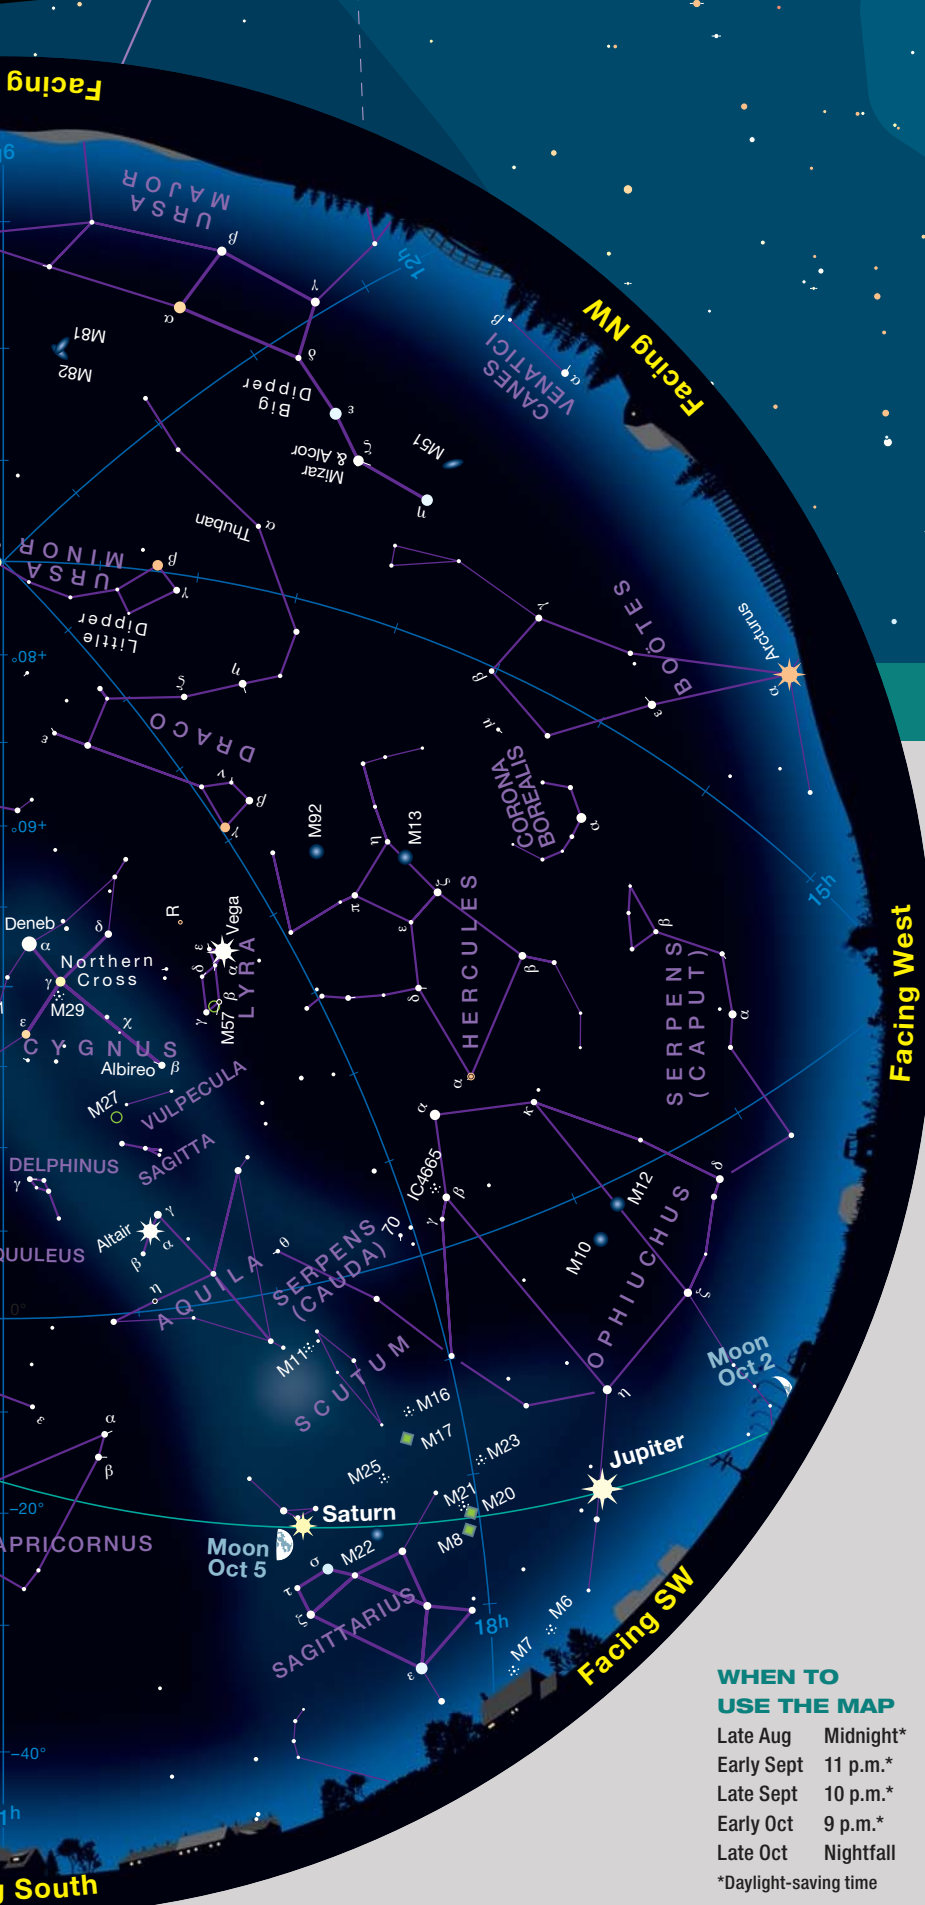 Facing
URSA
MAJOR
β
γ
α
δ
12h
M81
M82
Big
Dipper
ε
ζ
Mizar
& Alcor
M51
η
β
CANES
VENATICI
α
Facing NW
Thuban
α
URSA
MINOR
β
γ
Little
Dipper
+80°
η
ζ
ε
DRACO
ν
β
γ
γ
BOÖTES
Arcturus
α
β
ε
μ
CORONA
BOREALIS
α
+60°
M92
M13
η
ζ
π
ε
HERCULES
β
δ
α
15h
Facing West
Deneb
α
δ
Northern
Cross
γ
M29
ε
χ
CYGNUS
Albireo
β
R
Vega
ε
α
δ
β
γ
M57
LYRA
SERPENS
(CAPUT)
β
α
M27
VULPECULA
SAGITTA
DELPHINUS
γ
Altair
γ
α
β
η
AQUILA
QUULEUS
0°
θ
SERPENS
(CAUDA)
70
α
κ
IC4665
β
γ
M12
M10
OPHIUCHUS
δ
ζ
η
M11
SCUTUM
M16
M17
M23
M25
M21
M20
M8
Moon
Oct 2
Jupiter
Saturn
Moon
Oct 5
M22
ε
α
β
–20°
APRICORNUS
σ
τ
ζ
ε
SAGITTARIUS
18h
M6
M7
Facing SW
–40°
1h
g South
WHEN TO
USE THE MAP
Late Aug Midnight*
Early Sept 11 p.m.*
Late Sept 10 p.m.*
Early Oct 9 p.m.*
Late Oct Nightfall
*Daylight-saving time